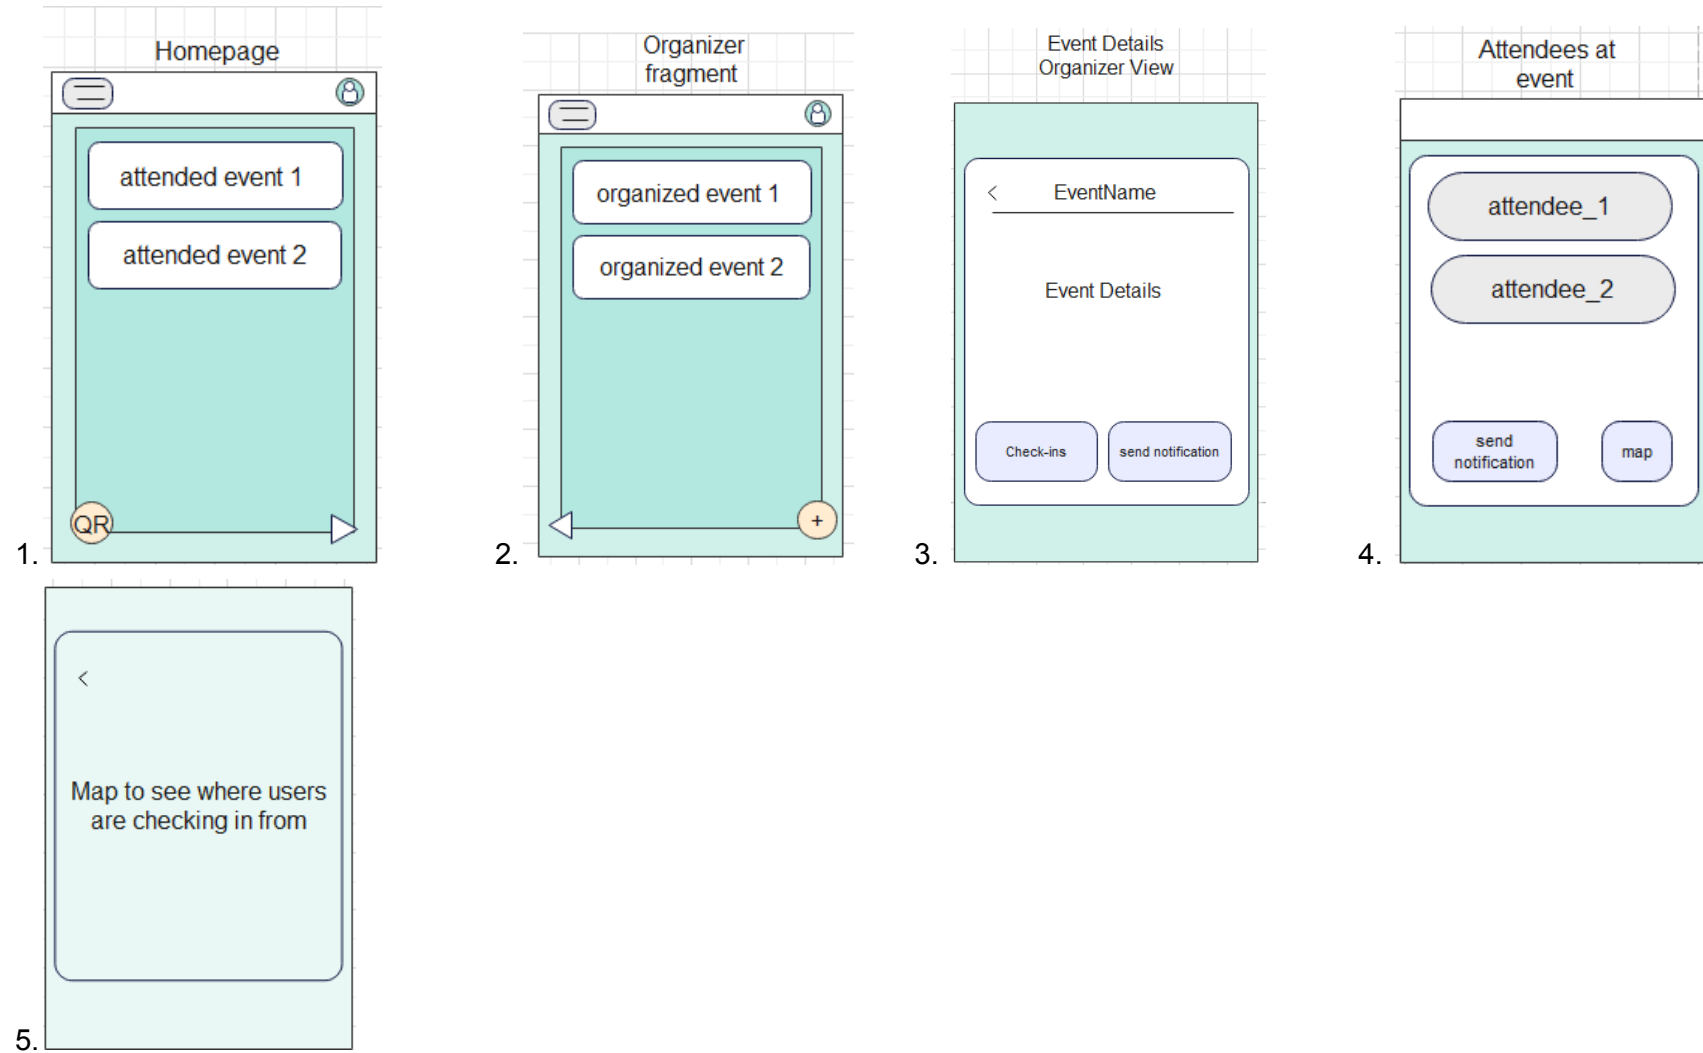 Homepage
attended event 1
attended event 2
QR
1.
Organizer
fragment
organized event 1
organized event 2
+
2.
Event Details
Organizer View
< EventName
Event Details
Check-ins
send notification
3.
Attendees at
event
attendee_1
attendee_2
send
notification
map
4.
<
Map to see where users
are checking in from
5.